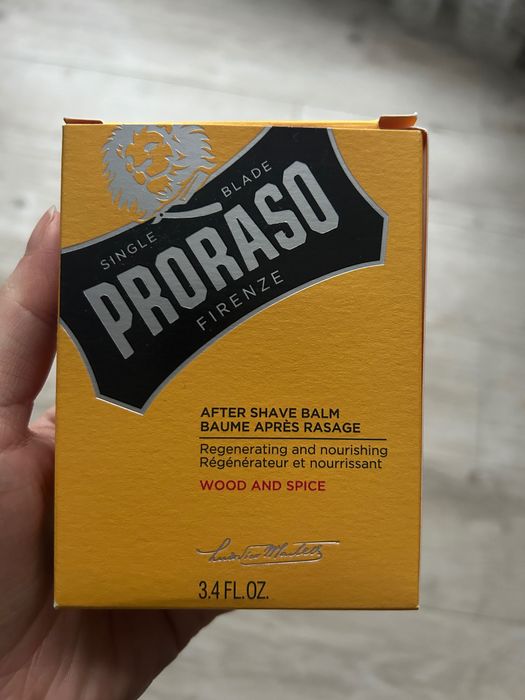 SINGLE BLADE
PRORASO
FIRENZE
AFTER SHAVE BALM
BAUME APRÈS RASAGE
Regenerating and nourishing
Régénérateur et nourrissant
WOOD AND SPICE
3.4 FL.OZ.